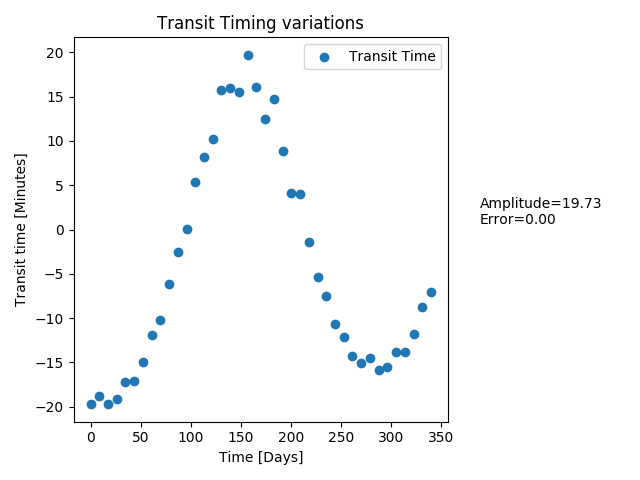 Transit Timing variations
Transit Time
20
15
10
5
0
−5
−10
−15
−20
Transit time [Minutes]
0
50
100
150
200
250
300
350
Time [Days]
Amplitude=19.73
Error=0.00